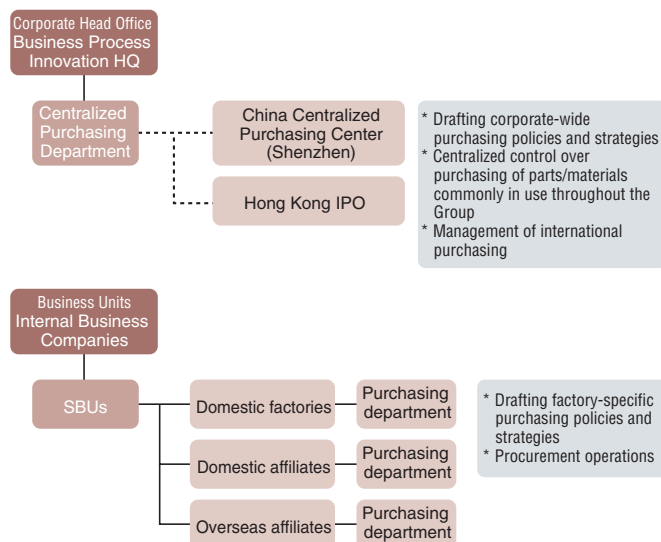 Corporate Head Office
Business Process
Innovation HQ
Centralized
Purchasing
Department
China Centralized
Purchasing Center
(Shenzhen)
Hong Kong IPO
* Drafting corporate-wide
purchasing policies and strategies
* Centralized control over
purchasing of parts/materials
commonly in use throughout the
Group
* Management of international
purchasing
Business Units
Internal Business
Companies
SBUs
Domestic factories
Purchasing
department
Domestic affiliates
Purchasing
department
Overseas affiliates
Purchasing
department
* Drafting factory-specific
purchasing policies and
strategies
* Procurement operations